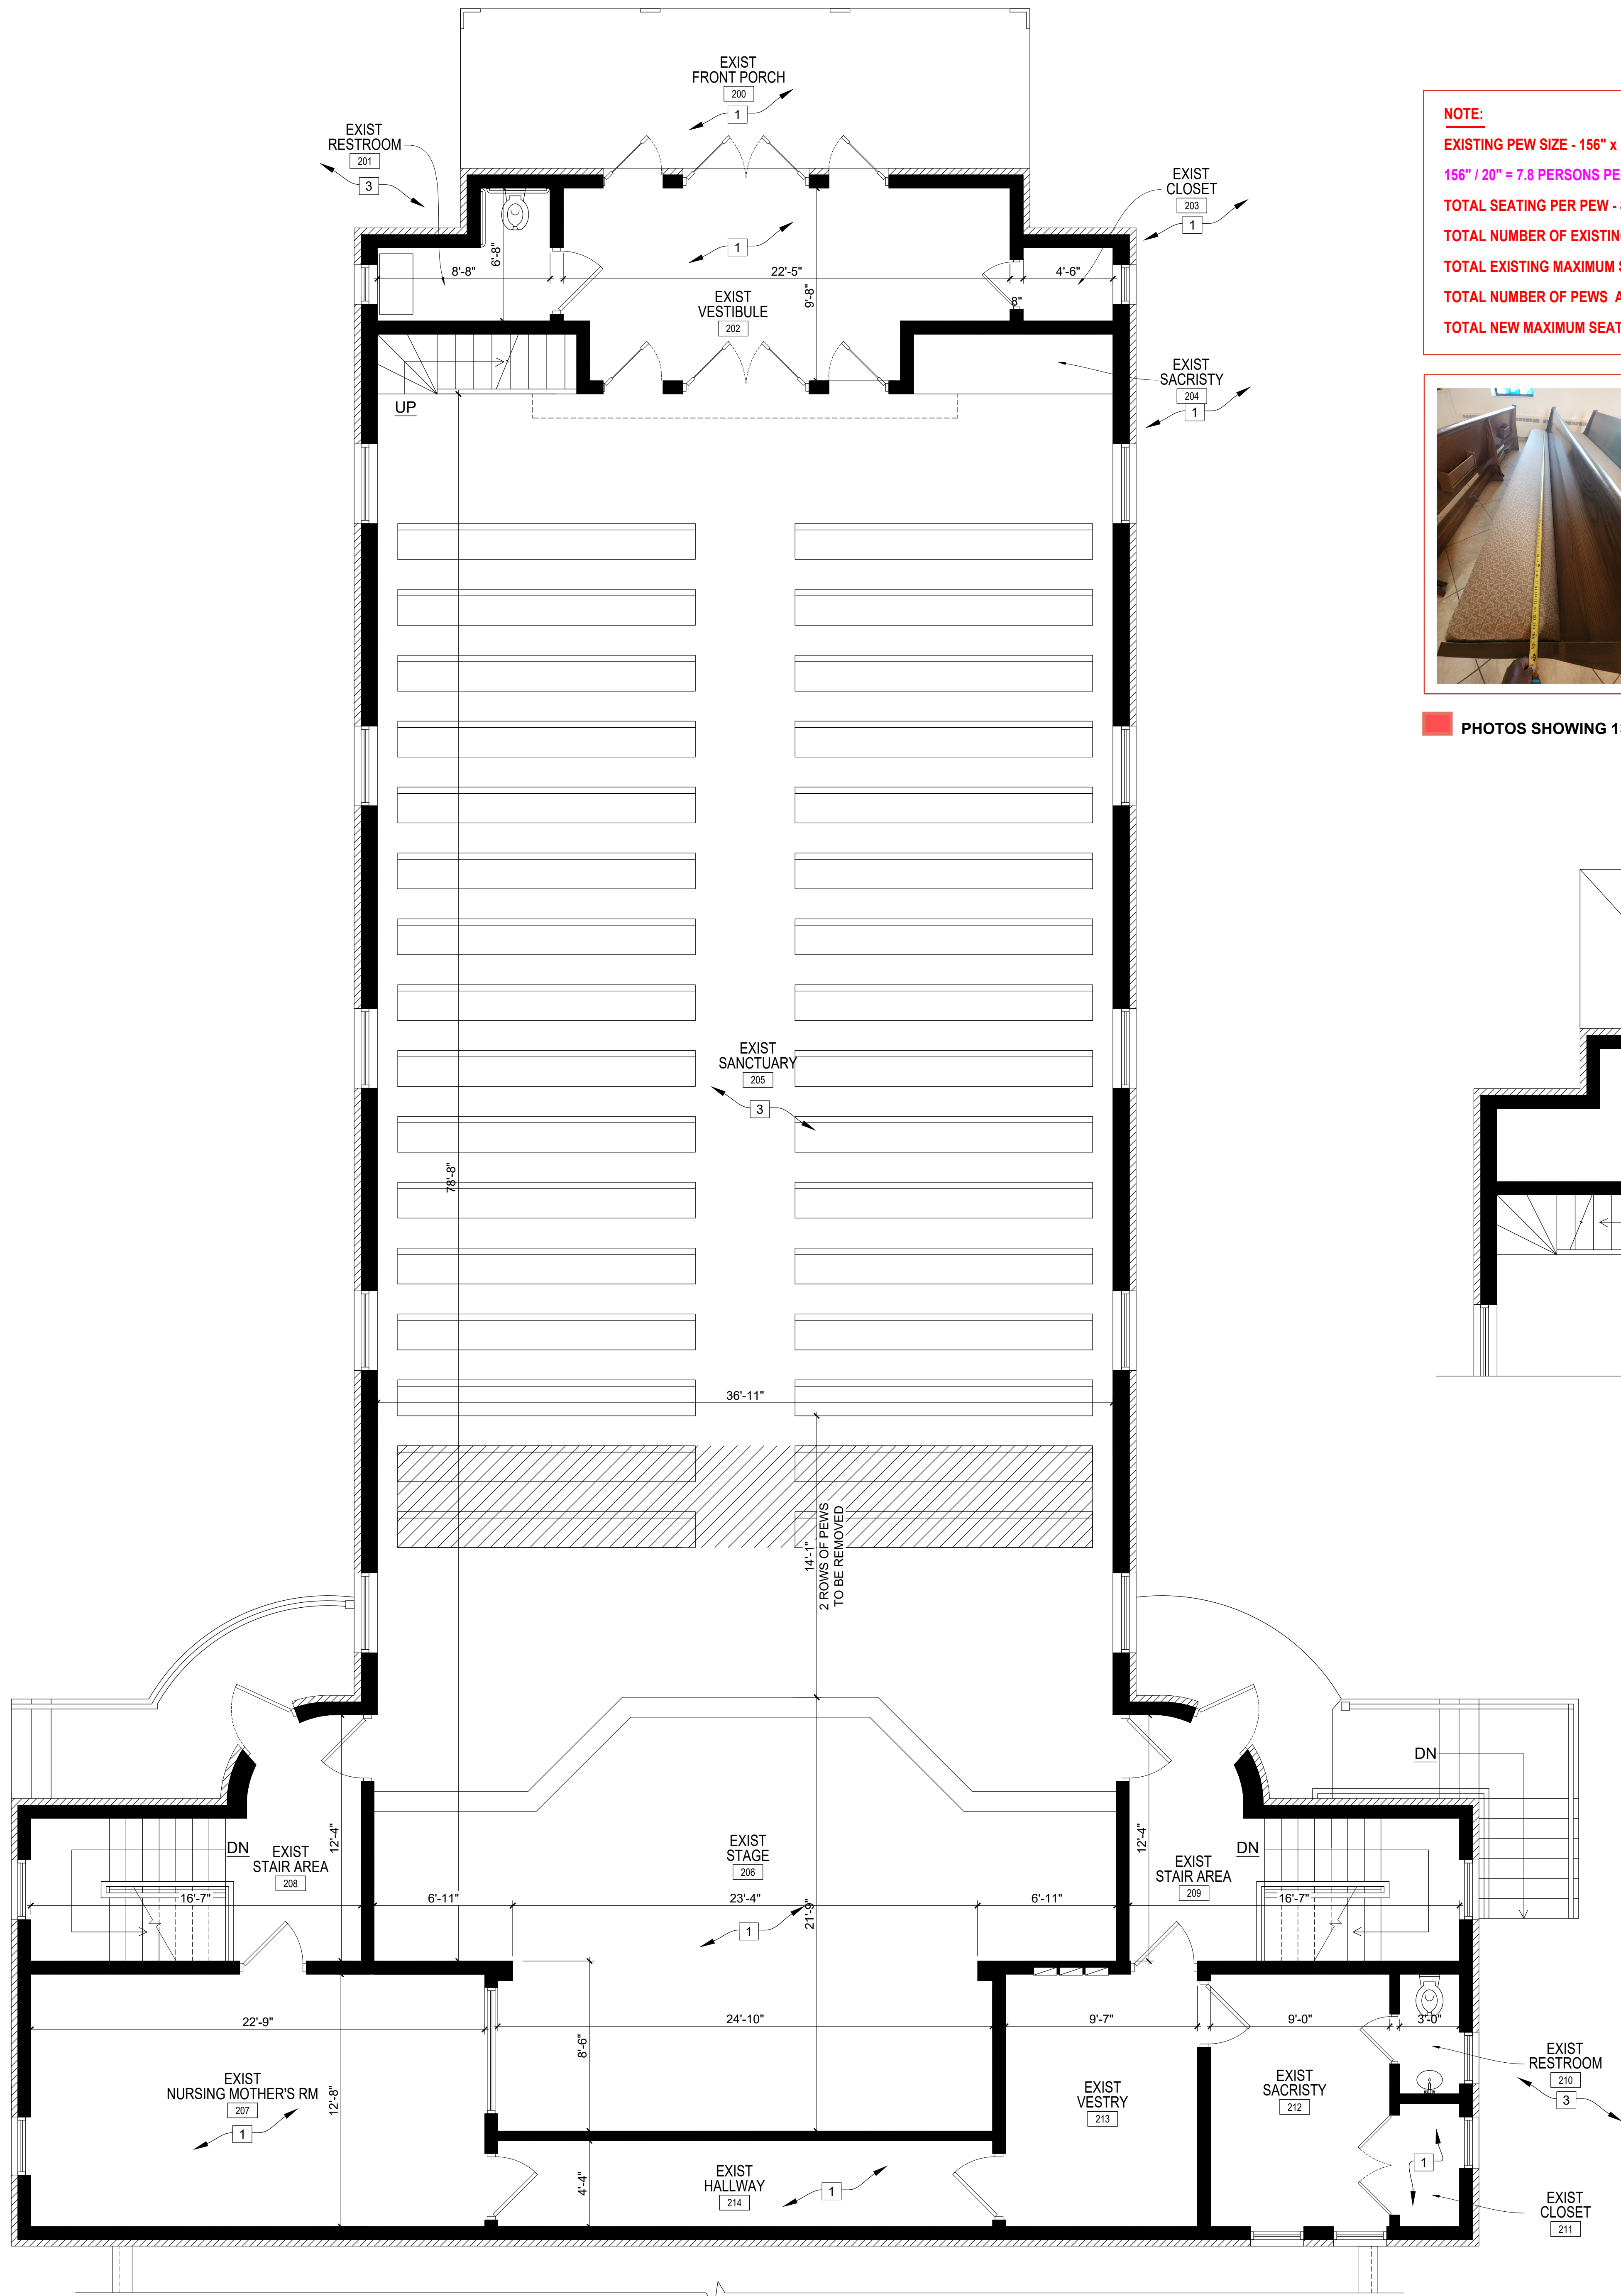 EXIST
FRONT PORCH
200
1
EXIST
RESTROOM
201
3
EXIST
CLOSET
203
1
1
6'-8"
8'-8"
22'-5"
4'-6"
9'-8"
8"
EXIST
VESTIBULE
202
EXIST
SACRISTY
204
1
UP
NOTE:
EXISTING PEW SIZE - 156" x
156" / 20" = 7.8 PERSONS PE
TOTAL SEATING PER PEW -
TOTAL NUMBER OF EXISTIN
TOTAL EXISTING MAXIMUM
TOTAL NUMBER OF PEWS A
TOTAL NEW MAXIMUM SEAT
PHOTOS SHOWING 1
EXIST
SANCTUARY
205
3
78'-8"
36'-11"
14'-1"
2 ROWS OF PEWS
TO BE REMOVED
DN
12'-4"
DN
EXIST
STAIR AREA
208
16'-7"
6'-11"
EXIST
STAGE
206
23'-4"
21'-9"
1
6'-11"
12'-4"
EXIST
STAIR AREA
209
DN
16'-7"
22'-9"
24'-10"
9'-7"
9'-0"
3'-0"
8'-6"
12'-8"
EXIST
NURSING MOTHER'S RM
207
1
EXIST
VESTRY
213
EXIST
SACRISTY
212
EXIST
RESTROOM
210
3
1
EXIST
HALLWAY
214
1
4'-4"
EXIST
CLOSET
211